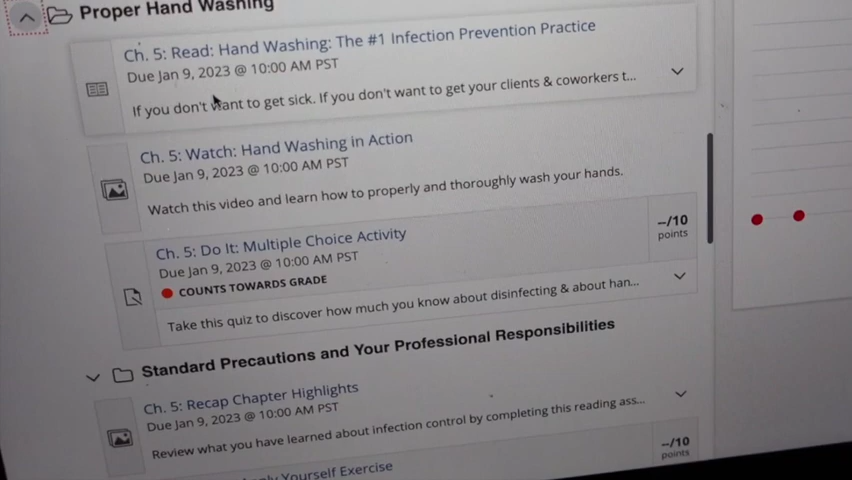 Proper Hand Washing
Ch. 5: Read: Hand Washing: The #1 Infection Prevention Practice
Due Jan 9, 2023 @ 10:00 AM PST
If you don't want to get sick. If you don't want to get your clients & coworkers t...
Ch. 5: Watch: Hand Washing in Action
Due Jan 9, 2023 @ 10:00 AM PST
Watch this video and learn how to properly and thoroughly wash your hands.
Ch. 5: Do It: Multiple Choice Activity
Due Jan 9, 2023 @ 10:00 AM PST
COUNTS TOWARDS GRADE
--/10
points
Take this quiz to discover how much you know about disinfecting & about han...
Standard Precautions and Your Professional Responsibilities
Ch. 5: Recap Chapter Highlights
Due Jan 9, 2023 @ 10:00 AM PST
Review what you have learned about infection control by completing this reading ass...
Yourself Exercise
--/10
points